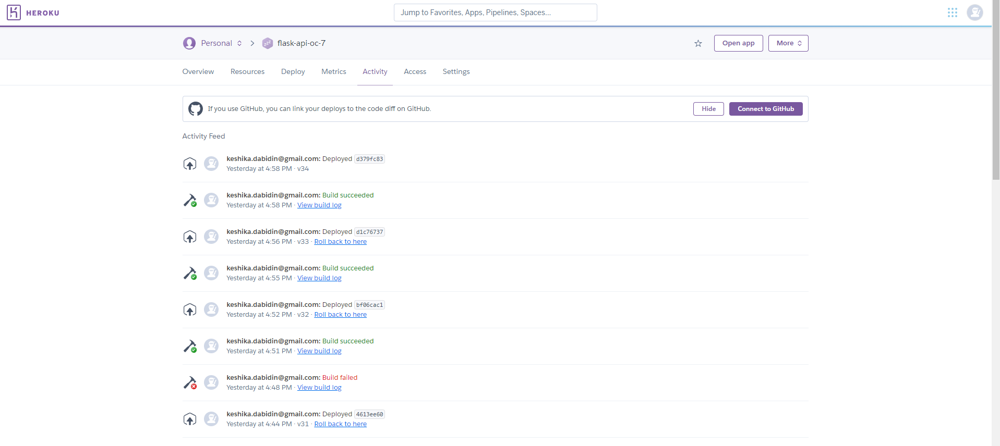 HEROKU
Jump to Favorites, Apps, Pipelines, Spaces...
Personal flask-api-oc-7
Open app More
Overview Resources Deploy Metrics Activity Access Settings
If you use GitHub, you can link your deploys to the code diff on GitHub.
Hide Connect to GitHub
Activity Feed
keshika.dabidin@gmail.com: Deployed d379fc83
Yesterday at 4:58 PM · v34
keshika.dabidin@gmail.com: Build succeeded
Yesterday at 4:58 PM · View build log
keshika.dabidin@gmail.com: Deployed d1c76737
Yesterday at 4:56 PM · v33 · Roll back to here
keshika.dabidin@gmail.com: Build succeeded
Yesterday at 4:55 PM · View build log
keshika.dabidin@gmail.com: Deployed bf06cac1
Yesterday at 4:52 PM · v32 · Roll back to here
keshika.dabidin@gmail.com: Build succeeded
Yesterday at 4:51 PM · View build log
keshika.dabidin@gmail.com: Build failed
Yesterday at 4:48 PM · View build log
keshika.dabidin@gmail.com: Deployed 4613ee60
Yesterday at 4:44 PM · v31 · Roll back to here